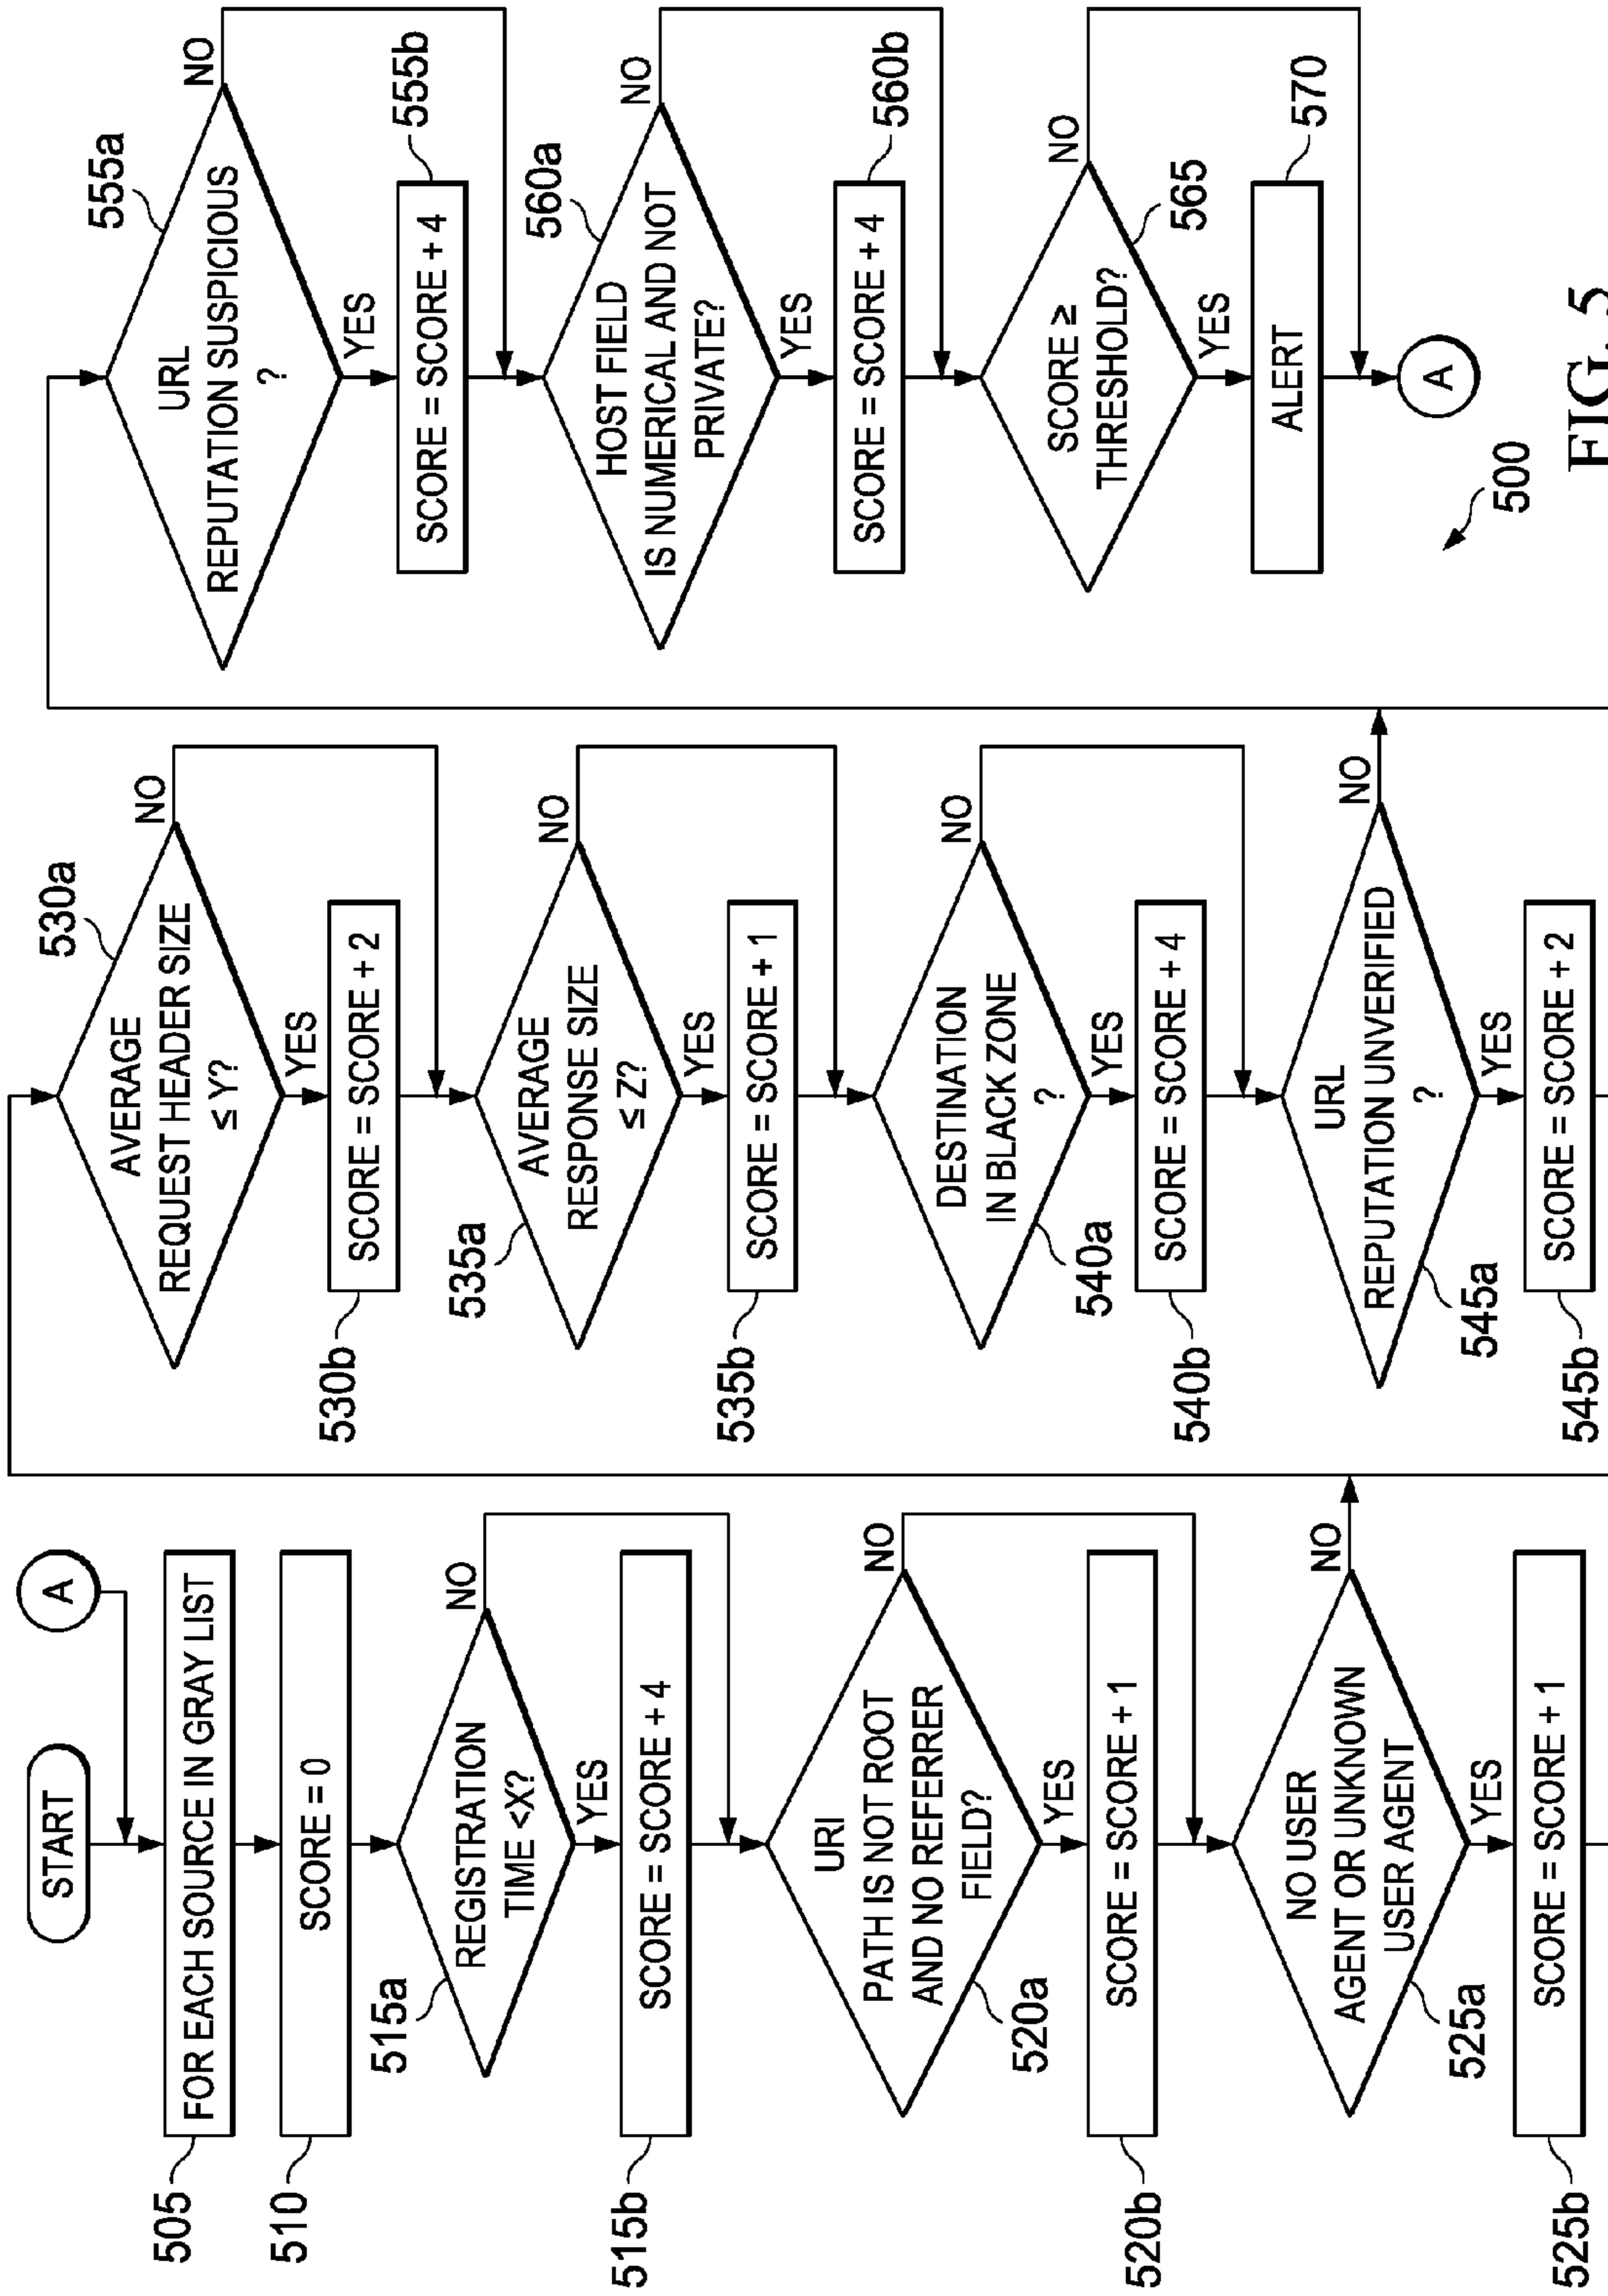 START
A
505
FOR EACH SOURCE IN GRAY LIST
510
SCORE = 0
515a
REGISTRATION
TIME <X?
NO
YES
515b
SCORE = SCORE + 4
520a
URI
PATH IS NOT ROOT
AND NO REFERRER
FIELD?
NO
YES
520b
SCORE = SCORE + 1
525a
NO USER
AGENT OR UNKNOWN
USER AGENT
NO
YES
525b
SCORE = SCORE + 1
530a
AVERAGE
REQUEST HEADER SIZE
≤ Y?
NO
YES
530b
SCORE = SCORE + 2
535a
AVERAGE
RESPONSE SIZE
≤ Z?
NO
YES
535b
SCORE = SCORE + 1
540a
DESTINATION
IN BLACK ZONE
?
NO
YES
540b
SCORE = SCORE + 4
545a
URL
REPUTATION UNVERIFIED
?
NO
YES
545b
SCORE = SCORE + 2
555a
URL
REPUTATION SUSPICIOUS
?
NO
YES
555b
SCORE = SCORE + 4
560a
HOST FIELD
IS NUMERICAL AND NOT
PRIVATE?
NO
YES
560b
SCORE = SCORE + 4
565
SCORE ≥
THRESHOLD?
NO
YES
570
ALERT
A
500
FIG. 5